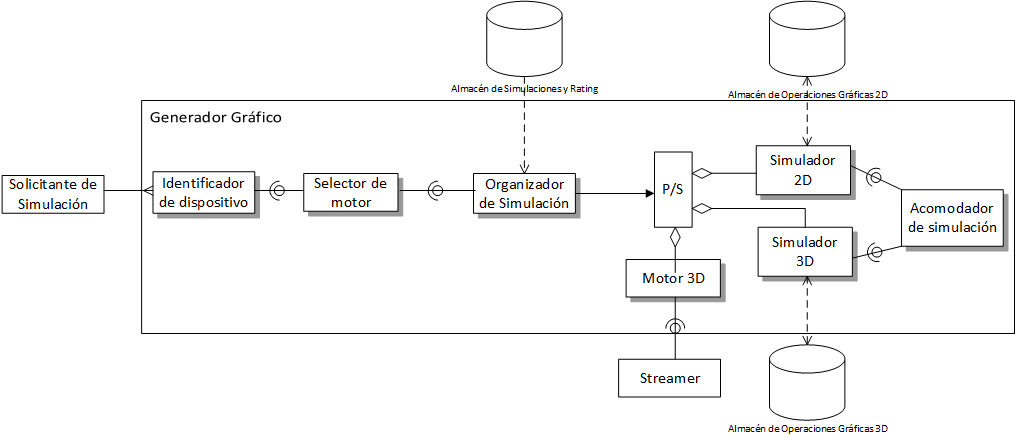 Almacén de Simulaciones y Rating
Almacén de Operaciones Gráficas 2D
Generador Gráfico
Solicitante de
Simulación
Identificador
de dispositivo
Selector de
motor
Organizador
de Simulación
P/S
Simulador
2D
Acomodador
de simulación
Simulador
3D
Motor 3D
Streamer
Almacén de Operaciones Gráficas 3D